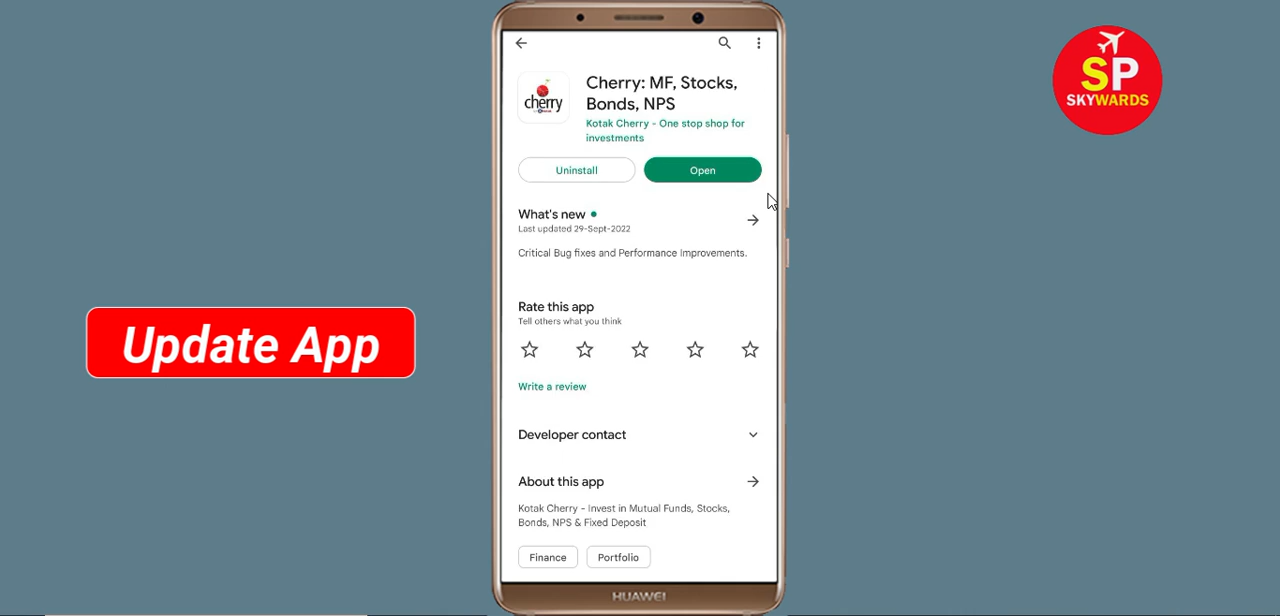 Cherry: MF, Stocks,
Bonds, NPS
Kotak Cherry - One stop shop for
investments
cherry
Uninstall
Open
What's new
Last updated 29-Sept-2022
Critical Bug fixes and Performance Improvements.
Rate this app
Tell others what you think
Write a review
Developer contact
About this app
Kotak Cherry - Invest in Mutual Funds, Stocks,
Bonds, NPS & Fixed Deposit
Finance
Portfolio
HUAWEI
Update App
SP
SKYWARDS